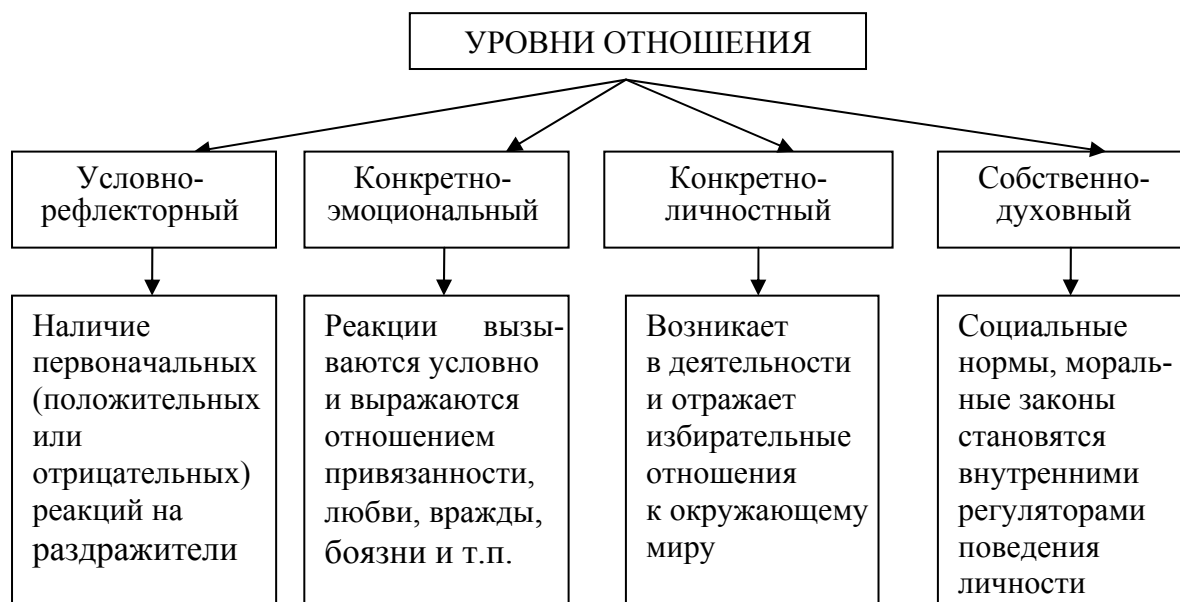 УРОВНИ ОТНОШЕНИЯ
Условно-
рефлекторный
Конкретно-
эмоциональный
Конкретно-
личностный
Собственно-
духовный
Наличие
первоначальных
(положительных
или
отрицательных)
реакций на
раздражители
Реакции вызы-
ваются условно
и выражаются
отношением
привязанности,
любви, вражды,
боязни и т.п.
Возникает
в деятельности
и отражает
избирательные
отношения
к окружающему
миру
Социальные
нормы, мораль-
ные законы
становятся
внутренними
регуляторами
поведения
личности